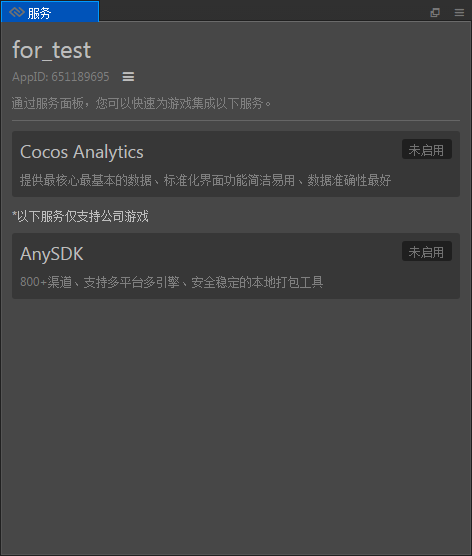 服务
for_test
AppID: 651189695
通过服务面板，您可以快速为游戏集成以下服务。
Cocos Analytics
未启用
提供最核心最基本的数据、标准化界面功能简洁易用、数据准确性最好
*以下服务仅支持公司游戏
AnySDK
未启用
800+渠道、支持多平台多引擎、安全稳定的本地打包工具